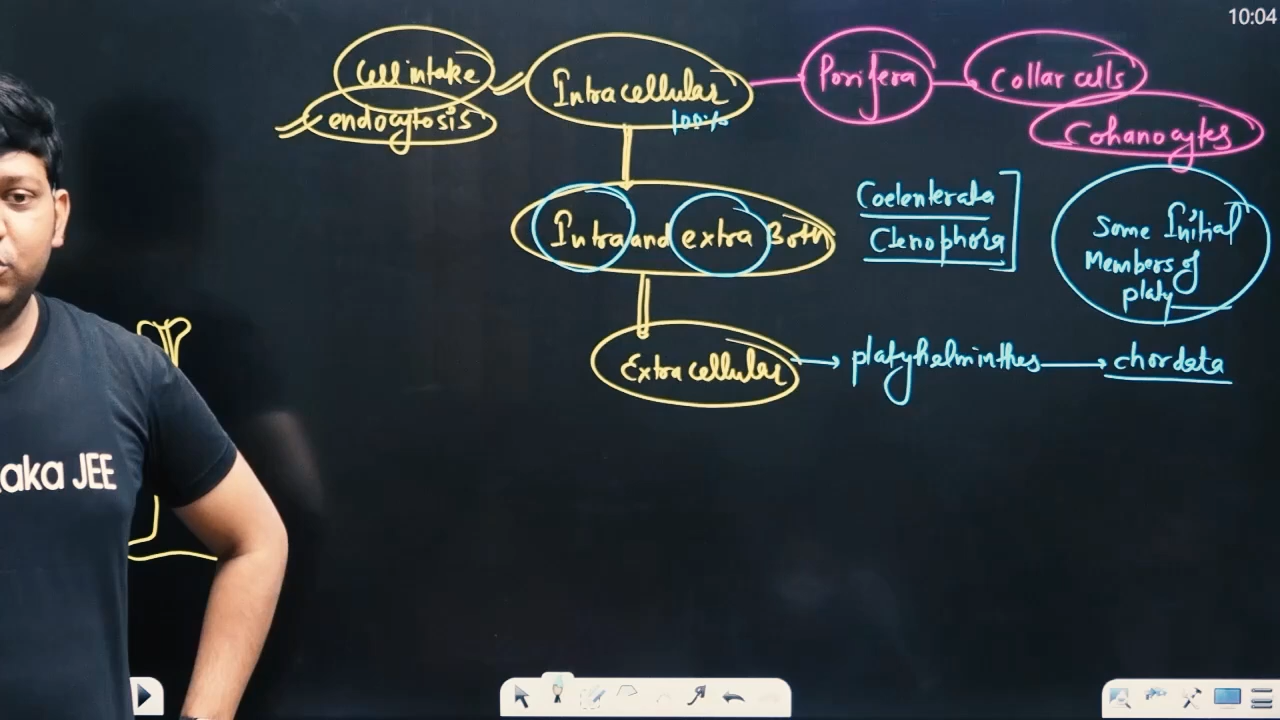 10:04
Cell intake
endocytosis
Intracellular
100%
Porifera
Collar cells
Cohanocytes
Intra and extra Both
Coelenterata
Ctenophora
Some Initial
Members of
platy
Extracellular
platyhelminthes
chordata
aka JEE